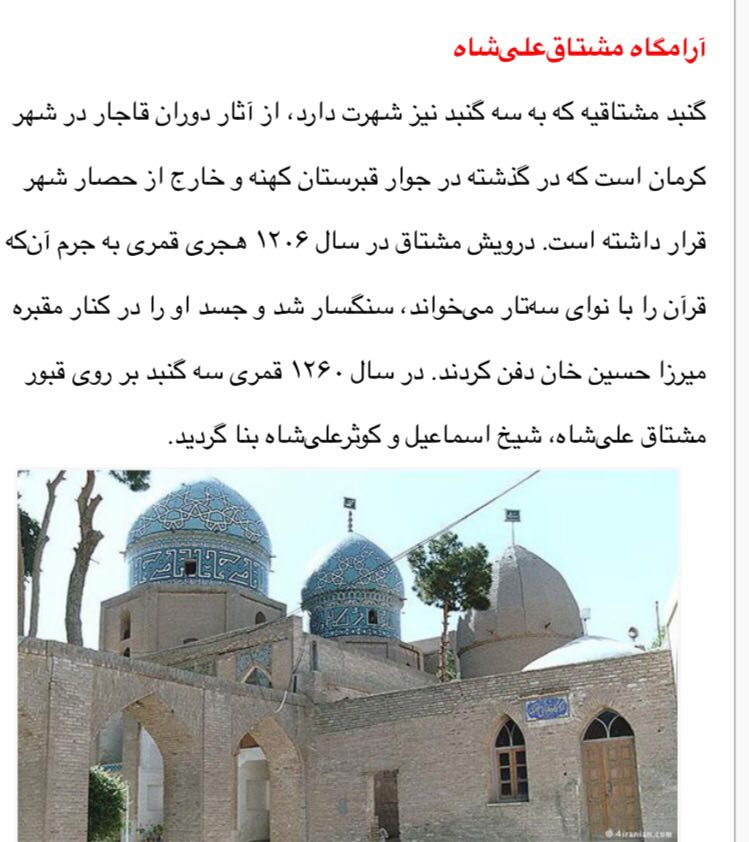 آرامگاه مشتاق‌علی‌شاه
گنبد مشتاقیه که به سه گنبد نیز شهرت دارد، از آثار دوران قاجار در شهر
کرمان است که در گذشته در جوار قبرستان کهنه و خارج از حصار شهر
قرار داشته است. درویش مشتاق در سال ۱۲۰۶ هجری قمری به جرم آن‌که
قرآن را با نوای سه‌تار می‌خواند، سنگسار شد و جسد او را در کنار مقبره
میرزا حسین خان دفن کردند. در سال ۱۲۶۰ قمری سه گنبد بر روی قبور
مشتاق علی‌شاه، شیخ اسماعیل و کوثرعلی‌شاه بنا گردید.
@ 4iranian.com